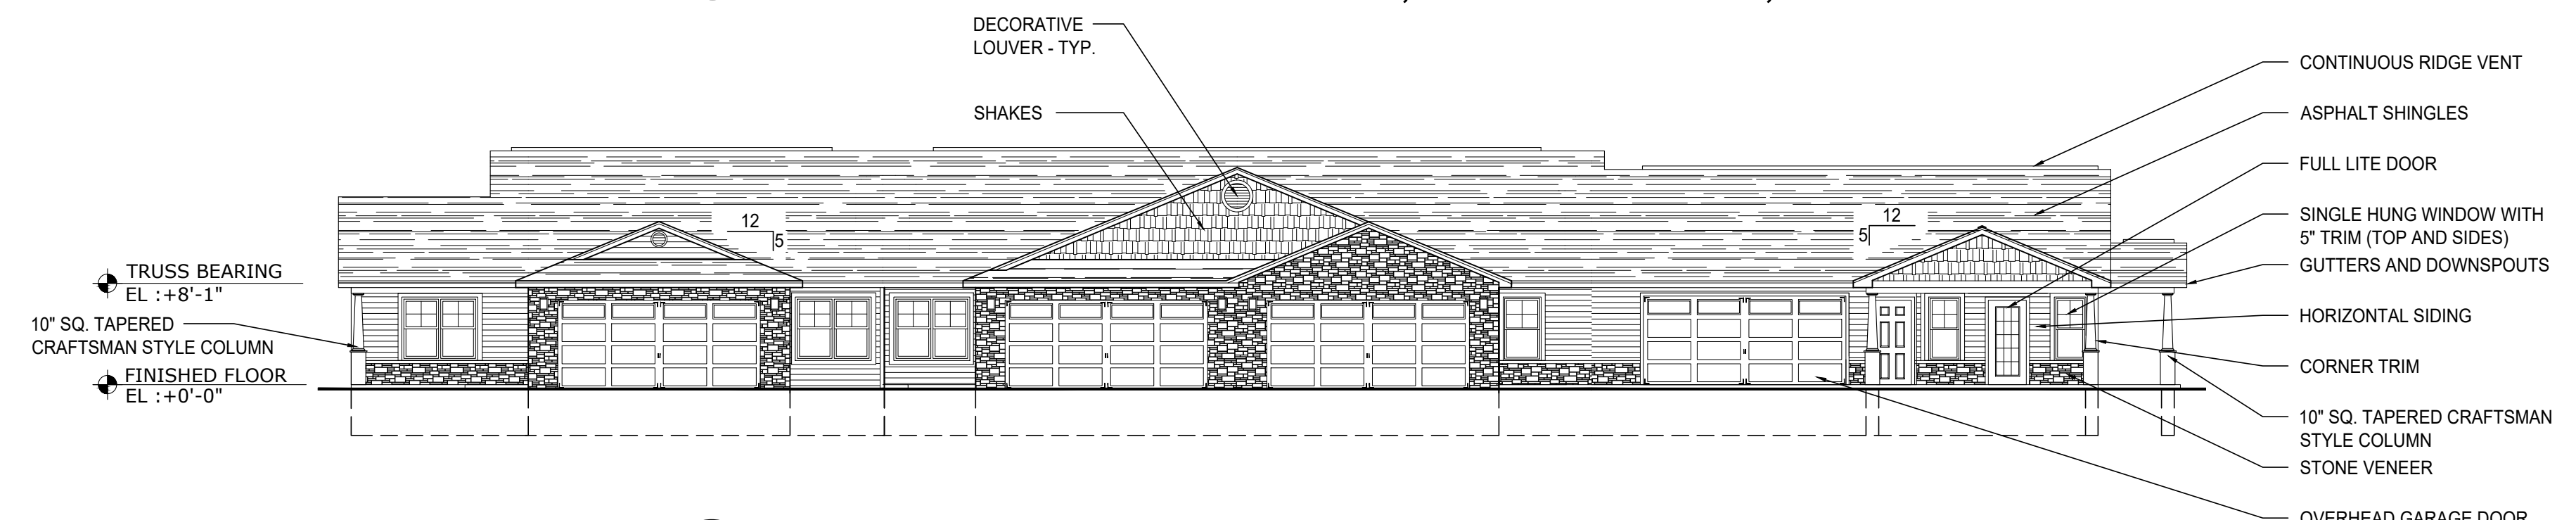 DECORATIVE
LOUVER - TYP.
SHAKES
12
5
12
5
TRUSS BEARING
EL :+8'-1"
10" SQ. TAPERED
CRAFTSMAN STYLE COLUMN
FINISHED FLOOR
EL :+0'-0"
CONTINUOUS RIDGE VENT
ASPHALT SHINGLES
FULL LITE DOOR
SINGLE HUNG WINDOW WITH
5" TRIM (TOP AND SIDES)
GUTTERS AND DOWNSPOUTS
HORIZONTAL SIDING
CORNER TRIM
10" SQ. TAPERED CRAFTSMAN
STYLE COLUMN
STONE VENEER
OVERHEAD GARAGE DOOR